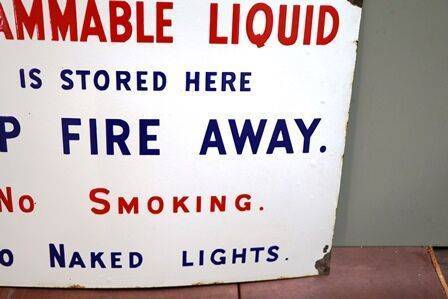 AMMABLE LIQUID
IS STORED HERE
P FIRE AWAY.
No SMOKING.
o NAKED LIGHTS.